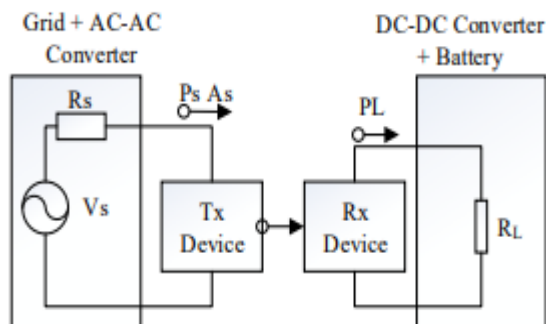 Grid + AC-AC
Converter
DC-DC Converter
+ Battery
Rs
Ps As
PL
Vs
Tx
Device
Rx
Device
RL